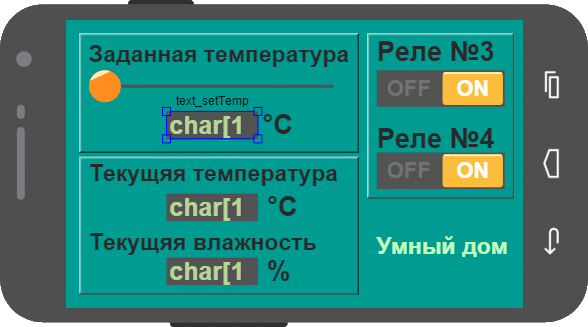 Заданная температура
text_setTemp
char[1 °C
Текущяя температура
char[1 °C
Текущяя влажность
char[1 %
Реле №3
OFF ON
Реле №4
OFF ON
Умный дом